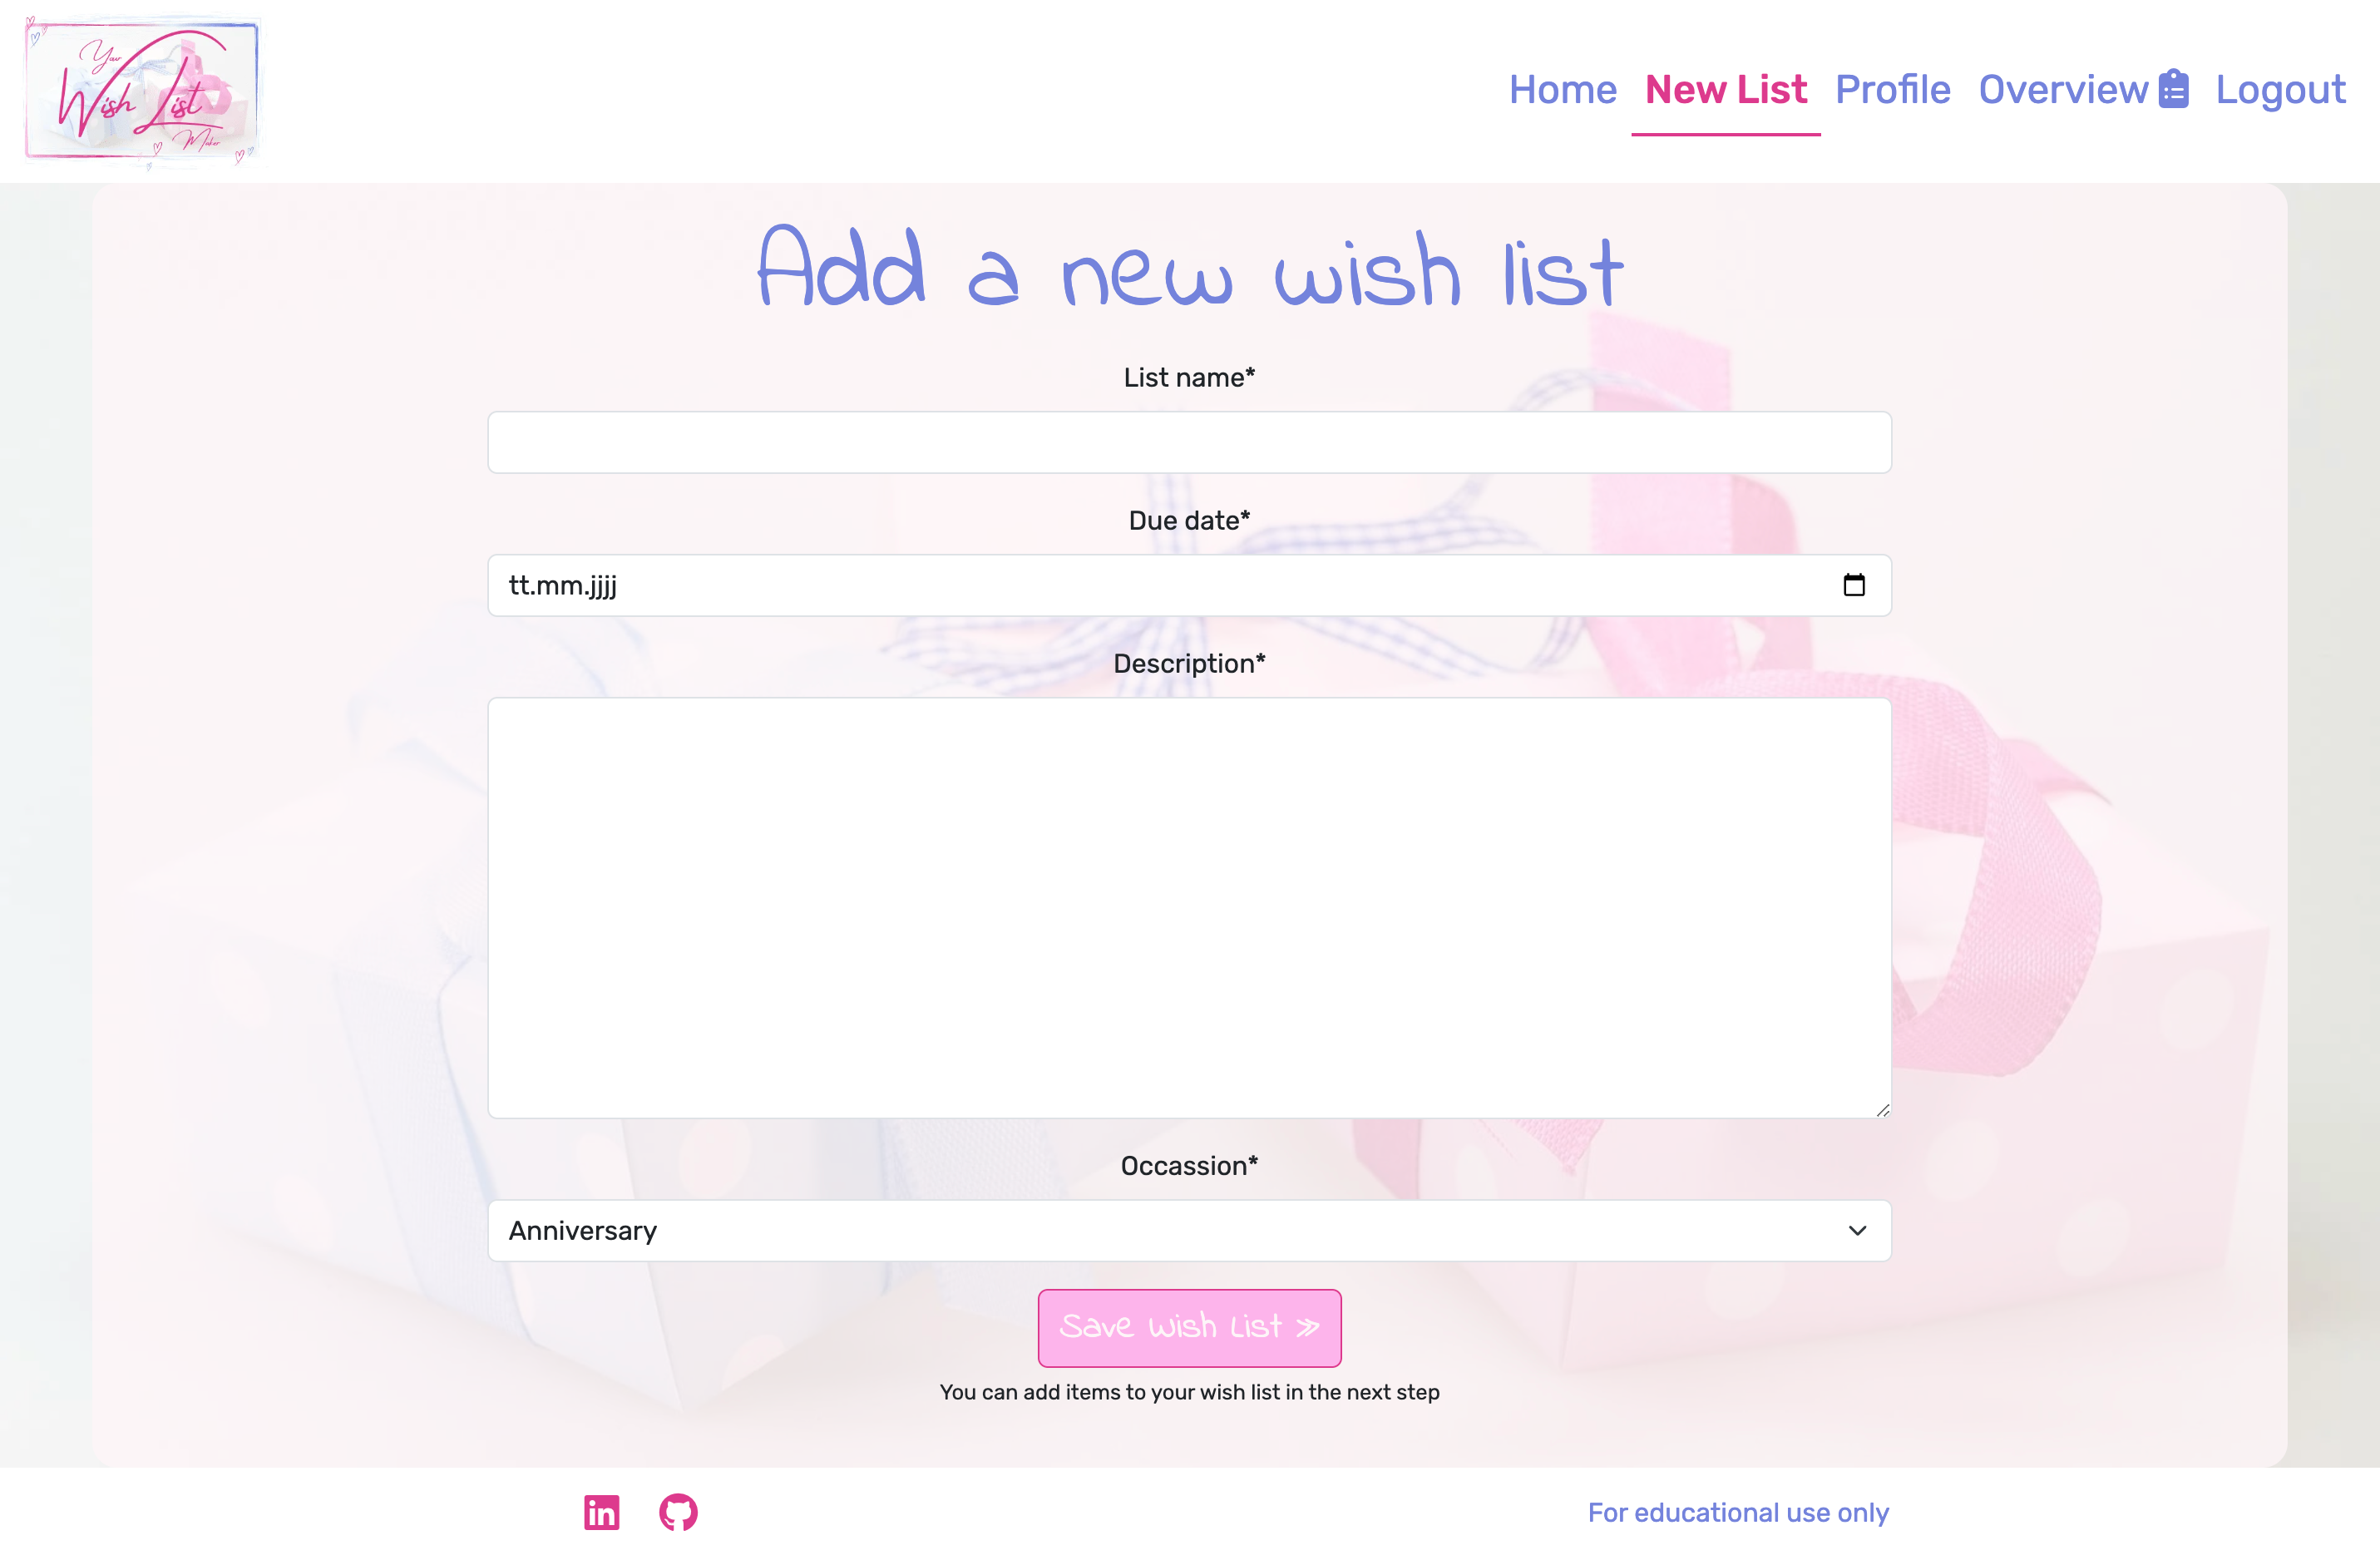 Your
Wish List
Maker
Home New List Profile Overview Logout
Add a new wish list
List name*
Due date*
tt.mm.jjjj
Description*
Occassion*
Anniversary
Save Wish List »
You can add items to your wish list in the next step
in
For educational use only